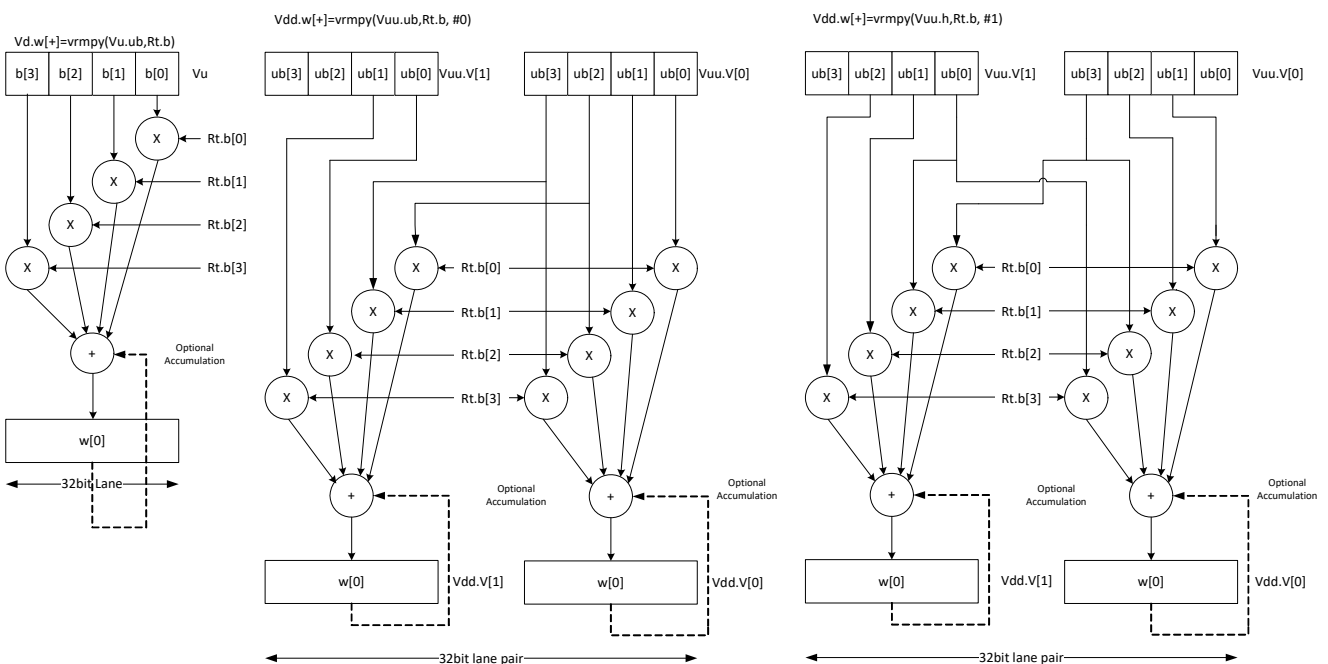 Vd.w[+]=vrmpy(Vu.ub,Rt.b)
b[3] b[2] b[1] b[0] Vu
X Rt.b[0]
X Rt.b[1]
X Rt.b[2]
X Rt.b[3]
+ Optional
Accumulation
w[0]
32bit Lane
Vdd.w[+]=vrmpy(Vuu.ub,Rt.b, #0)
ub[3] ub[2] ub[1] ub[0] Vuu.V[1] ub[3] ub[2] ub[1] ub[0] Vuu.V[0]
X Rt.b[0] X
X Rt.b[1] X
X Rt.b[2] X
X Rt.b[3] X
+ Optional
Accumulation
+ Optional
Accumulation
w[0] Vdd.V[1] w[0] Vdd.V[0]
32bit lane pair
Vdd.w[+]=vrmpy(Vuu.h,Rt.b, #1)
ub[3] ub[2] ub[1] ub[0] Vuu.V[1] ub[3] ub[2] ub[1] ub[0] Vuu.V[0]
X Rt.b[0] X
X Rt.b[1] X
X Rt.b[2] X
X Rt.b[3] X
+ Optional
Accumulation
+ Optional
Accumulation
w[0] Vdd.V[1] w[0] Vdd.V[0]
32bit lane pair